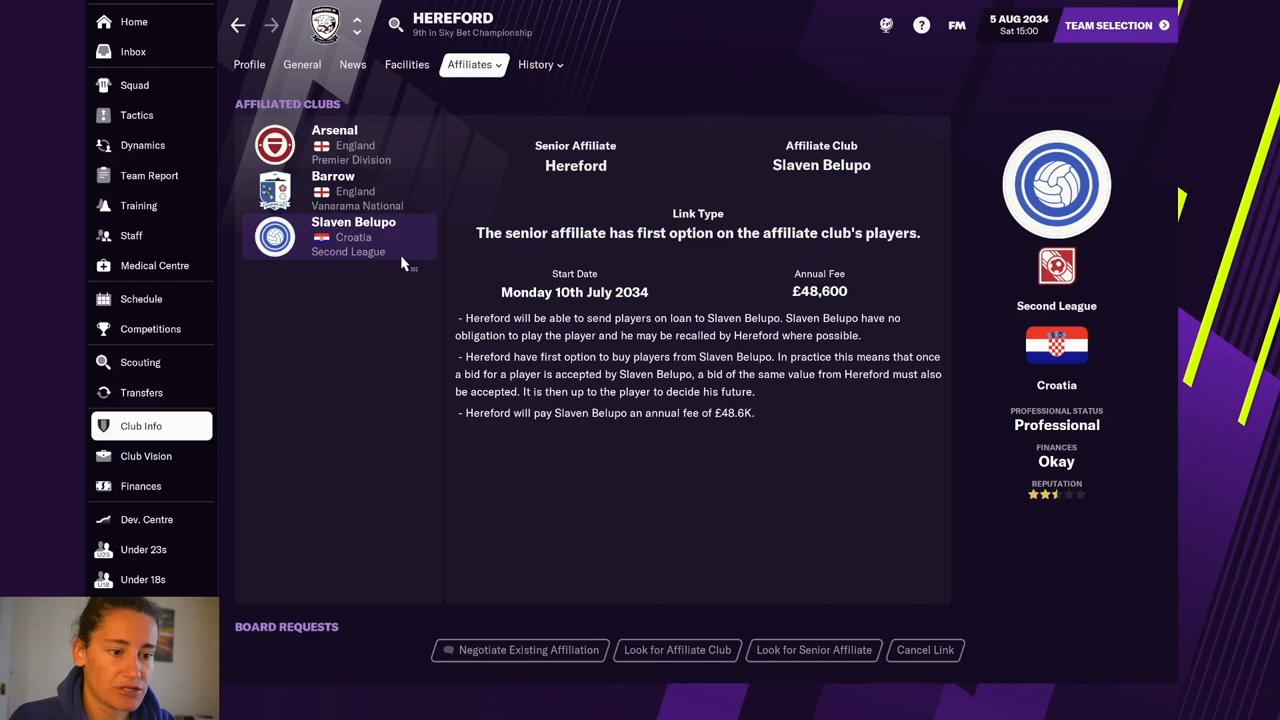 Home
Inbox
Squad
Tactics
Dynamics
Team Report
Training
Staff
Medical Centre
Schedule
Competitions
Scouting
Transfers
Club Info
Club Vision
Finances
Dev. Centre
U23 Under 23s
U18 Under 18s
HEREFORD
9th in Sky Bet Championship
? FM
5 AUG 2034
Sat 15:00
TEAM SELECTION
Profile General News Facilities Affiliates History
AFFILIATED CLUBS
Arsenal
England
Premier Division
Barrow
England
Vanarama National
Slaven Belupo
Croatia
Second League
Senior Affiliate
Hereford
Affiliate Club
Slaven Belupo
Link Type
The senior affiliate has first option on the affiliate club's players.
Start Date
Monday 10th July 2034
Annual Fee
£48,600
- Hereford will be able to send players on loan to Slaven Belupo. Slaven Belupo have no
obligation to play the player and he may be recalled by Hereford where possible.
- Hereford have first option to buy players from Slaven Belupo. In practice this means that once
a bid for a player is accepted by Slaven Belupo, a bid of the same value from Hereford must also
be accepted. It is then up to the player to decide his future.
- Hereford will pay Slaven Belupo an annual fee of £48.6K.
Second League
Croatia
PROFESSIONAL STATUS
Professional
FINANCES
Okay
REPUTATION
BOARD REQUESTS
Negotiate Existing Affiliation Look for Affiliate Club Look for Senior Affiliate Cancel Link